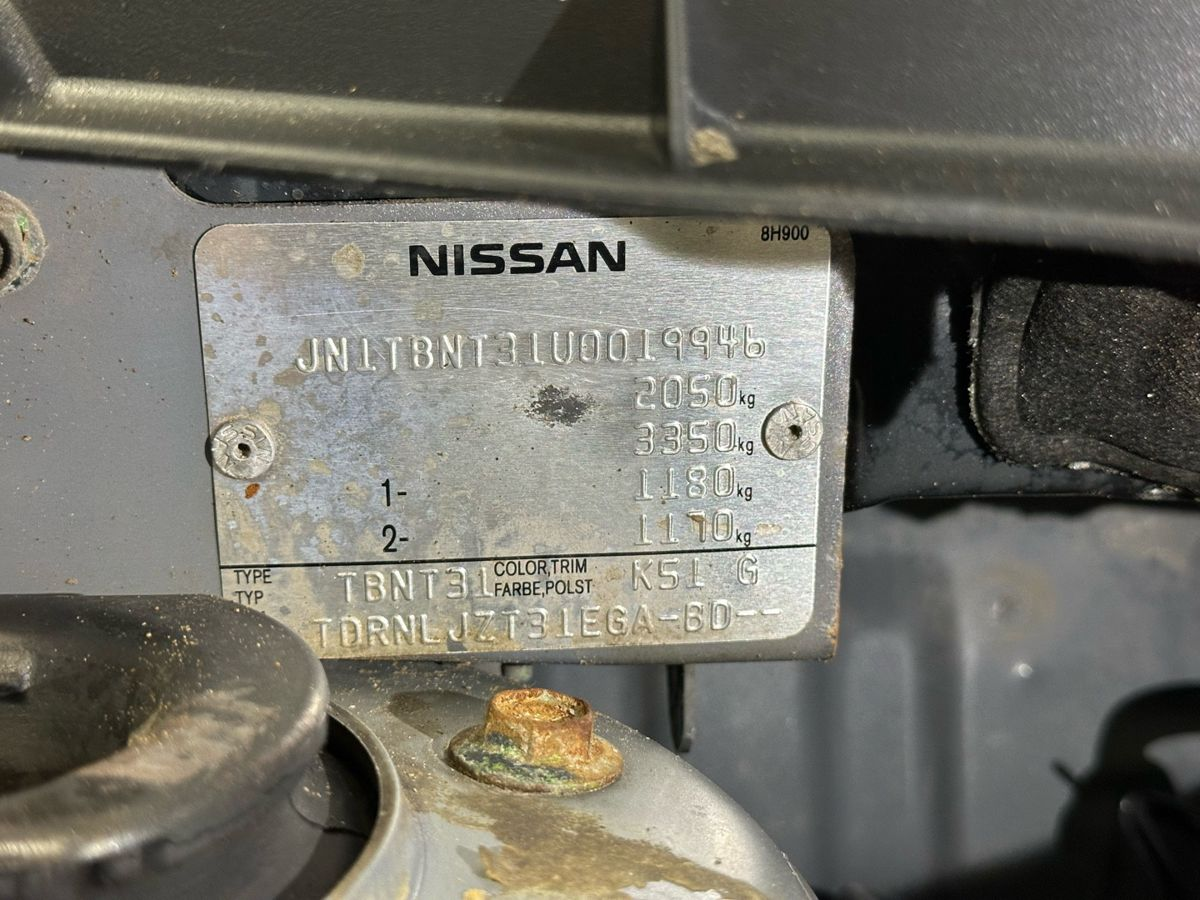 8H900
NISSAN
JN1TBNT31U0019946
2050kg
3350kg
1- 1180kg
2- 1170kg
TYPE TYP TBNT31 COLOR,TRIM FARBE,POLST K51 G
TDRNLJZT31EGA-BD--